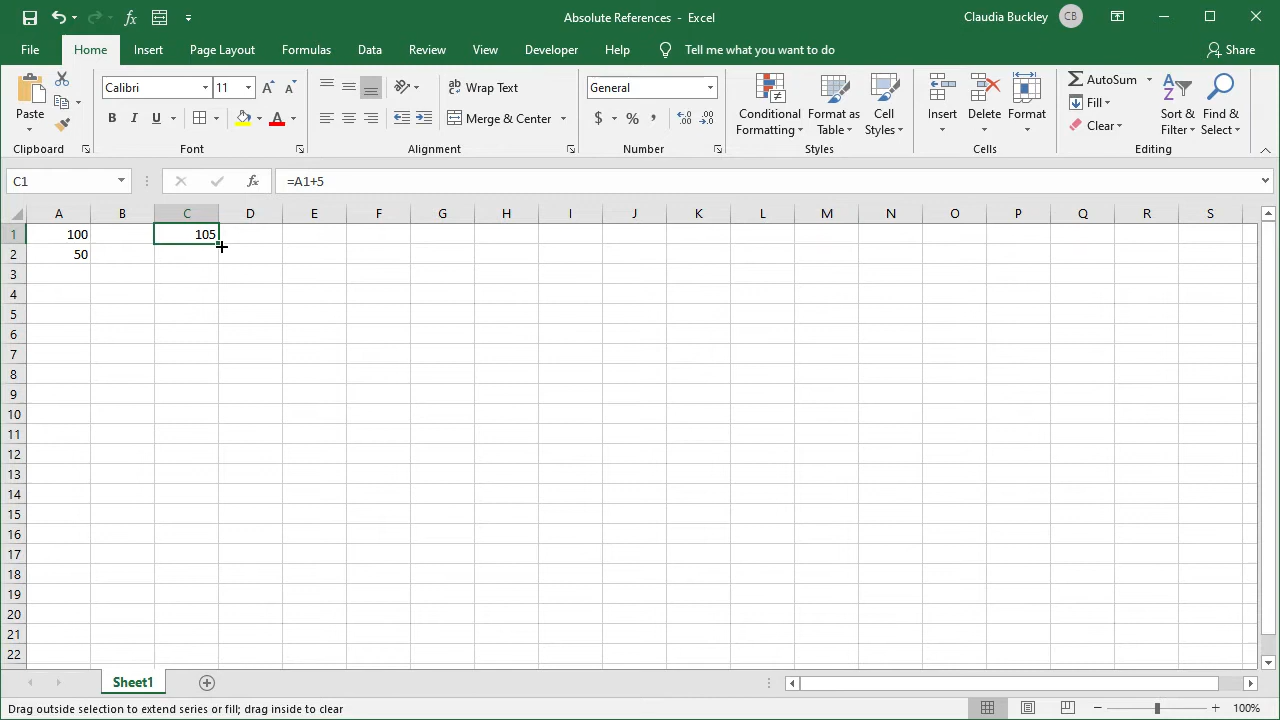 Absolute References - Excel
Claudia Buckley CB
File Home Insert Page Layout Formulas Data Review View Developer Help Tell me what you want to do Share
Paste
Clipboard
Calibri 11 A A
B I U A
Font
ab Wrap Text
Merge & Center
Alignment
General
$ % , .00 .0
Number
Conditional Formatting
Format as Table
Cell Styles
Styles
Insert
Delete
Format
Cells
Σ AutoSum
Fill
Clear
Sort & Filter
Find & Select
Editing
C1 fx =A1+5
A B C D E F G H I J K L M N O P Q R S
1 100 105
2 50
3
4
5
6
7
8
9
10
11
12
13
14
15
16
17
18
19
20
21
22
Sheet1
Drag outside selection to extend series or fill; drag inside to clear
100%